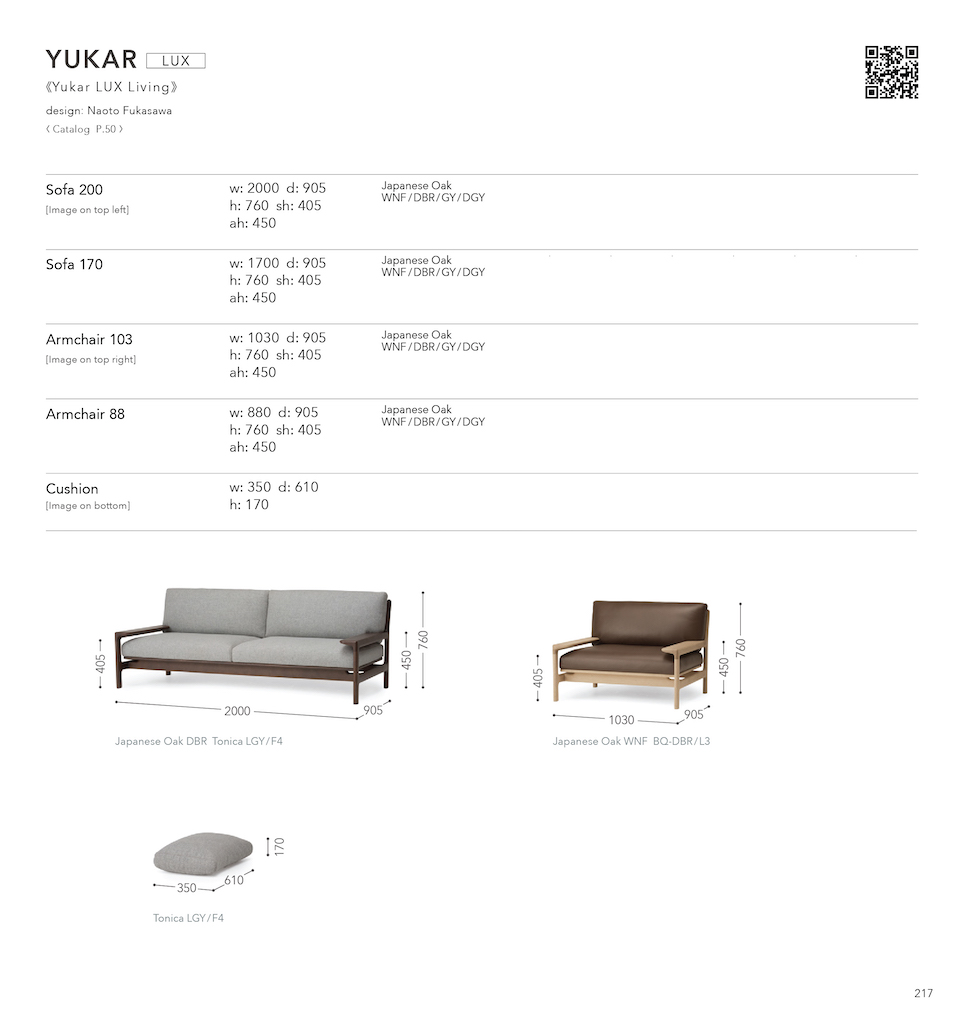 YUKAR LUX
《Yukar LUX Living》
design: Naoto Fukasawa
〈 Catalog P.50 〉
Sofa 200
[Image on top left]
w: 2000 d: 905
h: 760 sh: 405
ah: 450
Japanese Oak
WNF/DBR/GY/DGY
Sofa 170
w: 1700 d: 905
h: 760 sh: 405
ah: 450
Japanese Oak
WNF/DBR/GY/DGY
Armchair 103
[Image on top right]
w: 1030 d: 905
h: 760 sh: 405
ah: 450
Japanese Oak
WNF/DBR/GY/DGY
Armchair 88
w: 880 d: 905
h: 760 sh: 405
ah: 450
Japanese Oak
WNF/DBR/GY/DGY
Cushion
[Image on bottom]
w: 350 d: 610
h: 170
405
2000
905
450
760
Japanese Oak DBR Tonica LGY/F4
405
1030
905
450
760
Japanese Oak WNF BQ-DBR/L3
170
350
610
Tonica LGY/F4
217